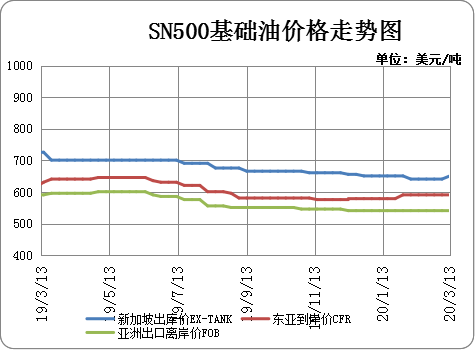 SN500基础油价格走势图
单位：美元/吨
1000
900
800
700
600
500
400
19/3/13
19/5/13
19/7/13
19/9/13
19/11/13
20/1/13
20/3/13
新加坡出库价EX-TANK
东亚到岸价CFR
亚洲出口离岸价FOB